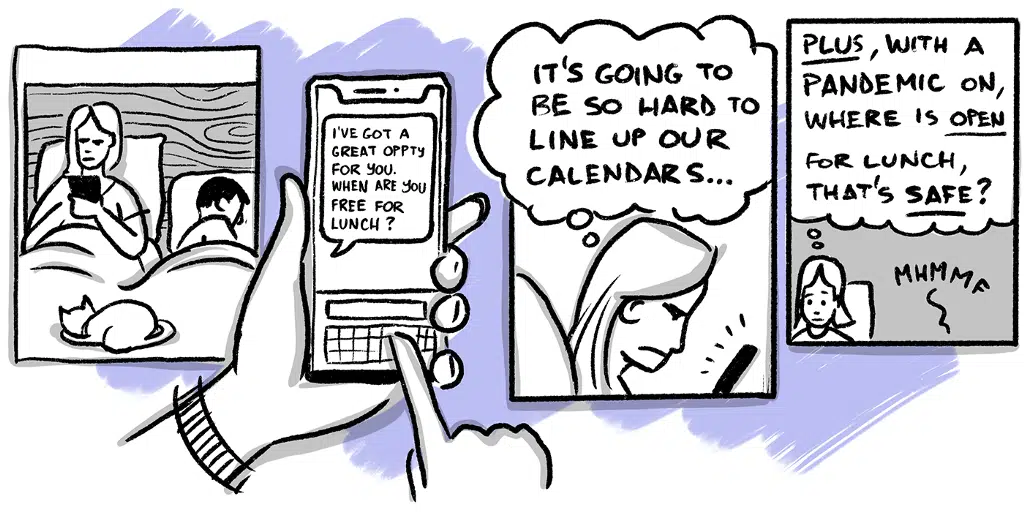 I'VE GOT A
GREAT OPPTY
FOR YOU.
WHEN ARE YOU
FREE FOR
LUNCH?
IT'S GOING TO
BE SO HARD TO
LINE UP OUR
CALENDARS...
PLUS, WITH A
PANDEMIC ON,
WHERE IS OPEN
FOR LUNCH,
THAT'S SAFE?
MHMMF